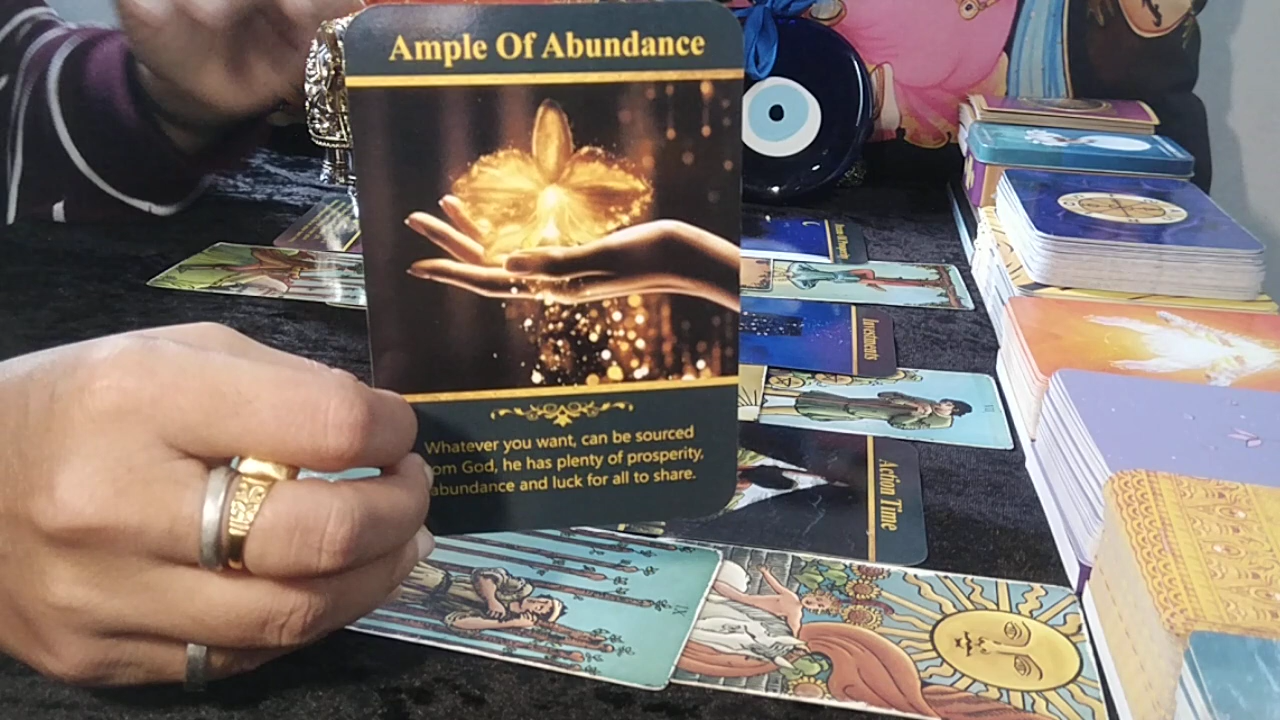 Ample Of Abundance
Whatever you want, can be sourced
om God, he has plenty of prosperity,
abundance and luck for all to share.
Investments
Action Time
IX